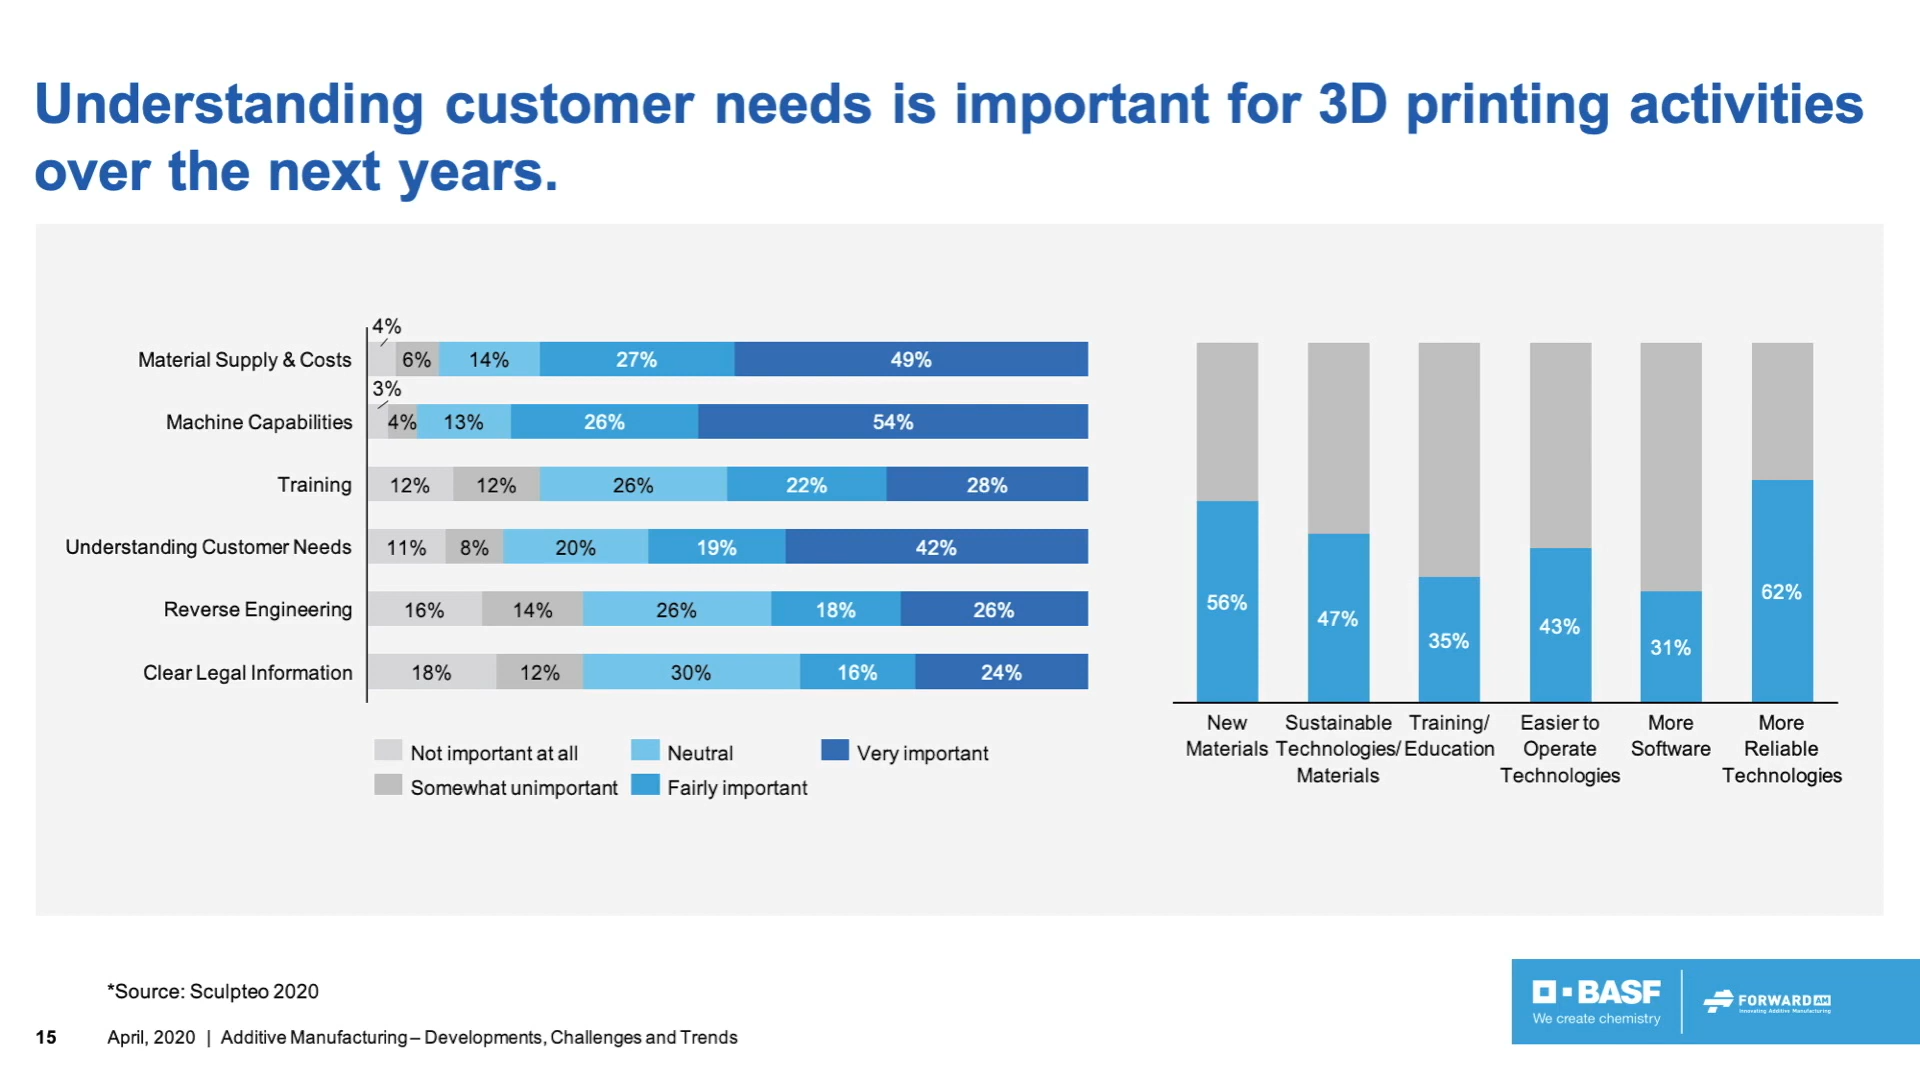 Understanding customer needs is important for 3D printing activities
over the next years.
4%
Material Supply & Costs 6% 14% 27% 49%
3%
Machine Capabilities 4% 13% 26% 54%
Training 12% 12% 26% 22% 28%
Understanding Customer Needs 11% 8% 20% 19% 42%
Reverse Engineering 16% 14% 26% 18% 26%
Clear Legal Information 18% 12% 30% 16% 24%
Not important at all Neutral Very important
Somewhat unimportant Fairly important
56% 47% 35% 43% 31% 62%
New Sustainable Training/ Easier to More More
Materials Technologies/ Education Operate Software Reliable
Materials Technologies Technologies
*Source: Sculpteo 2020
15 April, 2020 | Additive Manufacturing – Developments, Challenges and Trends
BASF
We create chemistry
FORWARD AM
Innovating Additive Manufacturing